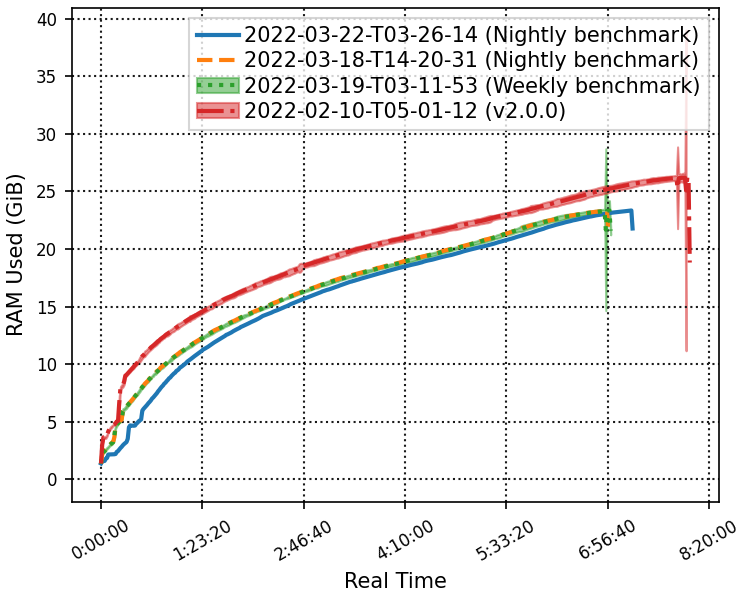 40
35
30
25
20
15
10
5
0
RAM Used (GiB)
2022-03-22-T03-26-14 (Nightly benchmark)
2022-03-18-T14-20-31 (Nightly benchmark)
2022-03-19-T03-11-53 (Weekly benchmark)
2022-02-10-T05-01-12 (v2.0.0)
0:00:00
1:23:20
2:46:40
4:10:00
5:33:20
6:56:40
8:20:00
Real Time